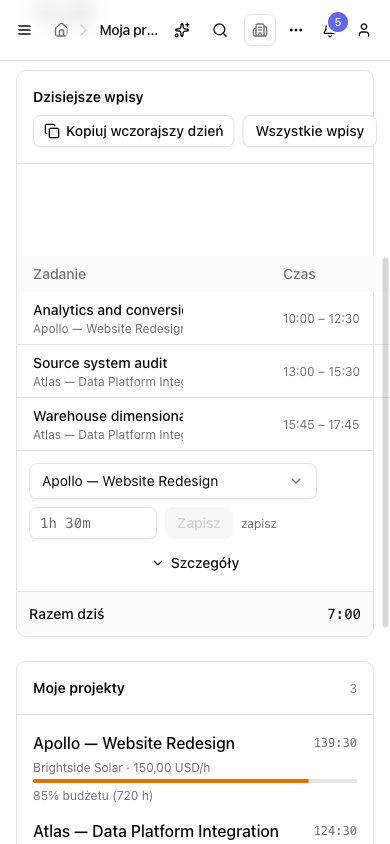 Moja pr...
5
Dzisiejsze wpisy
Kopiuj wczorajszy dzień
Wszystkie wpisy
Zadanie Czas
Analytics and conversi
Apollo — Website Redesign
10:00 – 12:30
Source system audit
Atlas — Data Platform Integ
13:00 – 15:30
Warehouse dimensiona
Atlas — Data Platform Integ
15:45 – 17:45
Apollo — Website Redesign
1h 30m Zapisz zapisz
Szczegóły
Razem dziś 7:00
Moje projekty 3
Apollo — Website Redesign 139:30
Brightside Solar · 150,00 USD/h
85% budżetu (720 h)
Atlas — Data Platform Integration 124:30